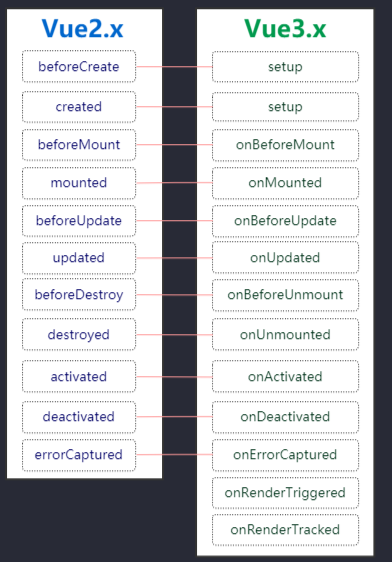 Vue2.x Vue3.x
beforeCreate setup
created setup
beforeMount onBeforeMount
mounted onMounted
beforeUpdate onBeforeUpdate
updated onUpdated
beforeDestroy onBeforeUnmount
destroyed onUnmounted
activated onActivated
deactivated onDeactivated
errorCaptured onErrorCaptured
onRenderTriggered
onRenderTracked